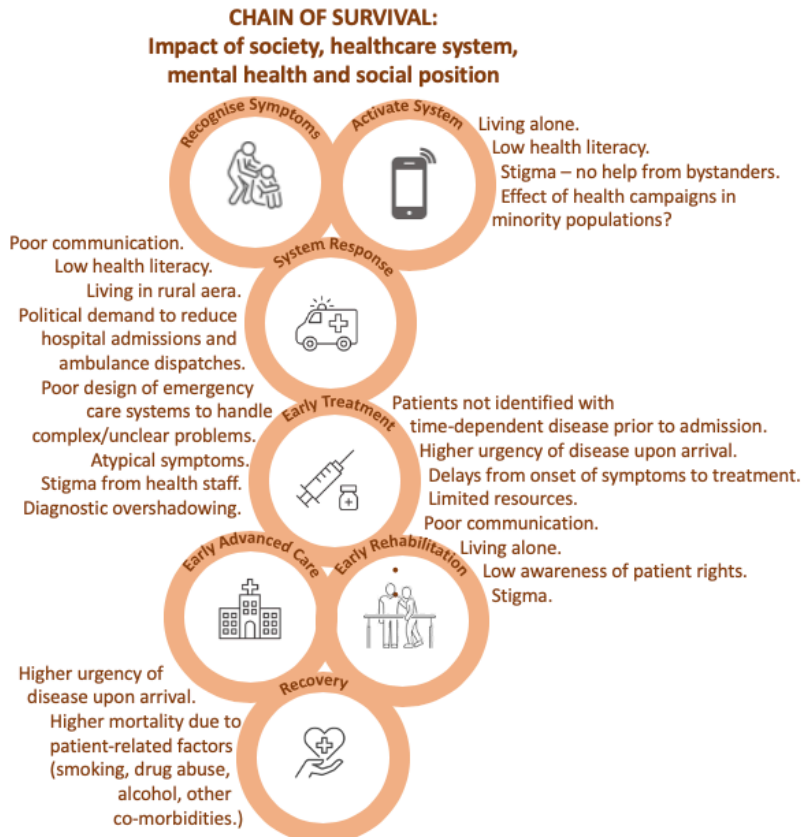 CHAIN OF SURVIVAL:
Impact of society, healthcare system,
mental health and social position
Recognise Symptoms
Activate System
Living alone.
Low health literacy.
Stigma – no help from bystanders.
Effect of health campaigns in
minority populations?
System Response
Poor communication.
Low health literacy.
Living in rural aera.
Political demand to reduce
hospital admissions and
ambulance dispatches.
Poor design of emergency
care systems to handle
complex/unclear problems.
Atypical symptoms.
Stigma from health staff.
Diagnostic overshadowing.
Early Treatment
Patients not identified with
time-dependent disease prior to admission.
Higher urgency of disease upon arrival.
Delays from onset of symptoms to treatment.
Limited resources.
Poor communication.
Early Advanced Care
Early Rehabilitation
Living alone.
Low awareness of patient rights.
Stigma.
Recovery
Higher urgency of
disease upon arrival.
Higher mortality due to
patient-related factors
(smoking, drug abuse,
alcohol, other
co-morbidities.)